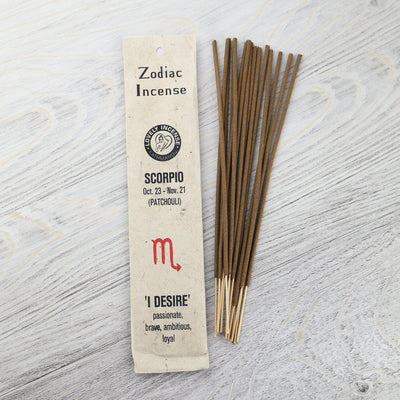 Zodiac
Incense
LOVELY INCENSE
SCORPIO
Oct. 23 - Nov. 21
(PATCHOULI)
'I DESIRE'
passionate,
brave, ambitious,
loyal